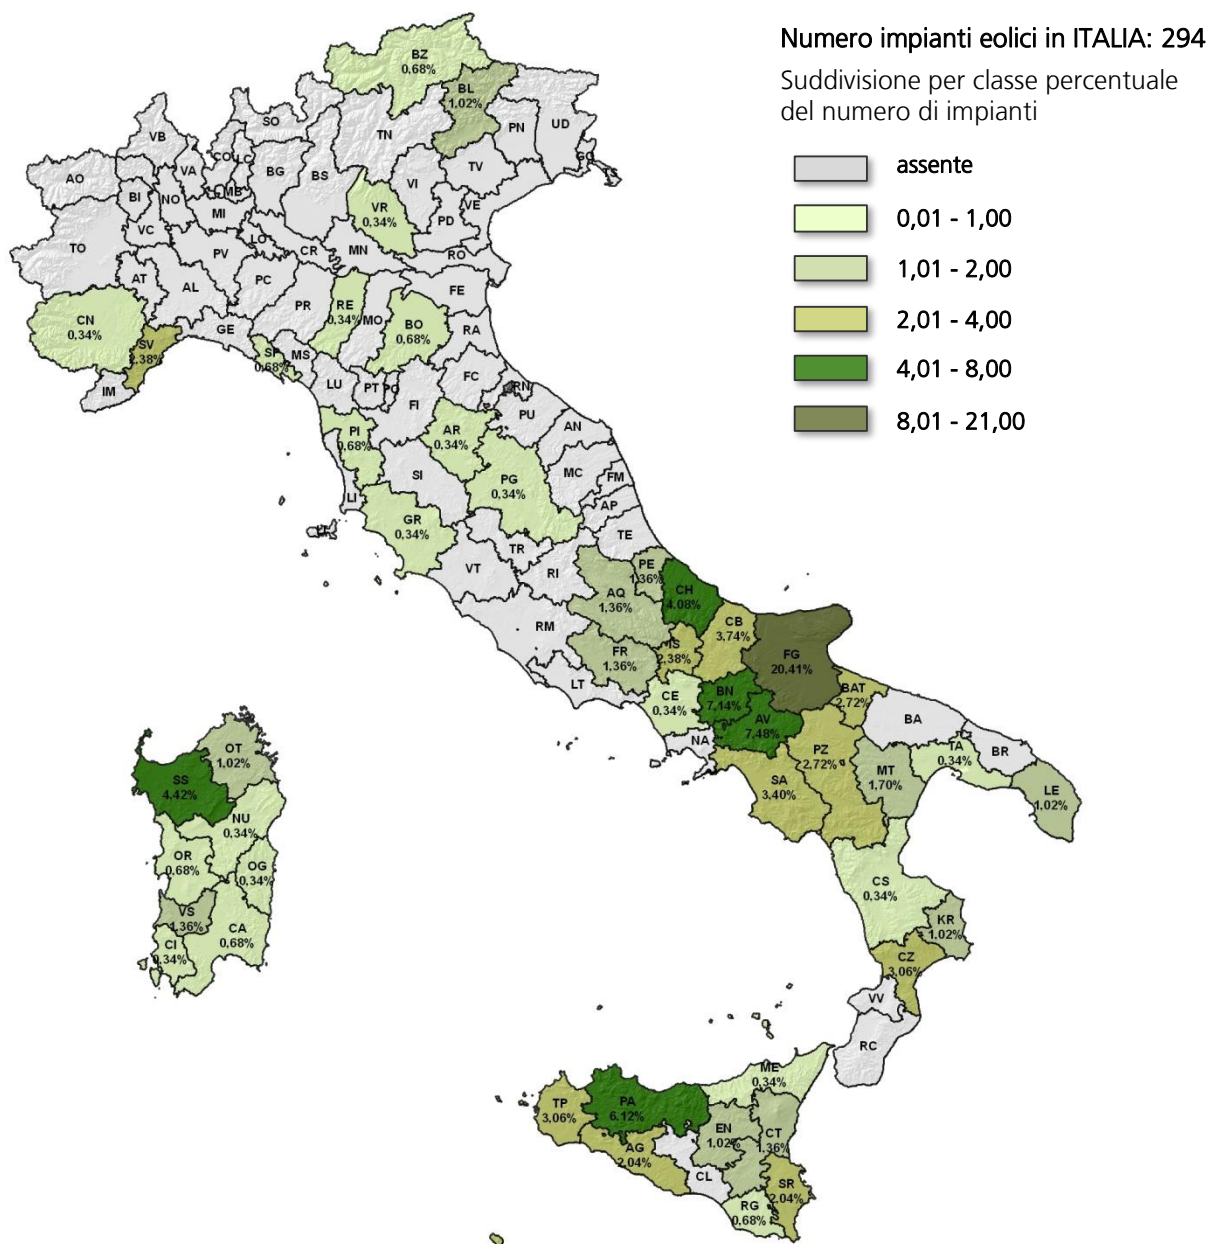 Numero impianti eolici in ITALIA: 294
Suddivisione per classe percentuale
del numero di impianti
assente
0,01 - 1,00
1,01 - 2,00
2,01 - 4,00
4,01 - 8,00
8,01 - 21,00
BZ
0,68%
BL
1,02%
SO
TN
PN
UD
GO
TS
VB
VA
CO
LC
BG
BS
VI
TV
AO
BI
NO
MB
MI
VR
0,34%
PD
VE
VC
TO
LO
PV
CR
MN
RO
AT
AL
PC
PR
RE
0,34%
MO
BO
0,68%
FE
RA
CN
0,34%
SV
2,38%
GE
SP
0,68%
MS
IM
LU
PT
PO
FI
FC
RN
PU
AN
PI
0,68%
AR
0,34%
SI
PG
0,34%
MC
FM
AP
LI
GR
0,34%
TE
VT
TR
RI
PE
1,36%
AQ
1,36%
CH
4,08%
RM
FR
1,36%
IS
2,38%
CB
3,74%
FG
20,41%
LT
CE
0,34%
BN
7,14%
BAT
2,72%
NA
AV
7,48%
BA
BR
SA
3,40%
PZ
2,72%
MT
1,70%
TA
0,34%
LE
1,02%
OT
1,02%
SS
4,42%
NU
0,34%
OR
0,68%
OG
0,34%
VS
1,36%
CA
0,68%
CI
0,34%
CS
0,34%
KR
1,02%
CZ
3,06%
VV
RC
ME
0,34%
TP
3,06%
PA
6,12%
EN
1,02%
CT
1,36%
AG
2,04%
CL
SR
2,04%
RG
0,68%